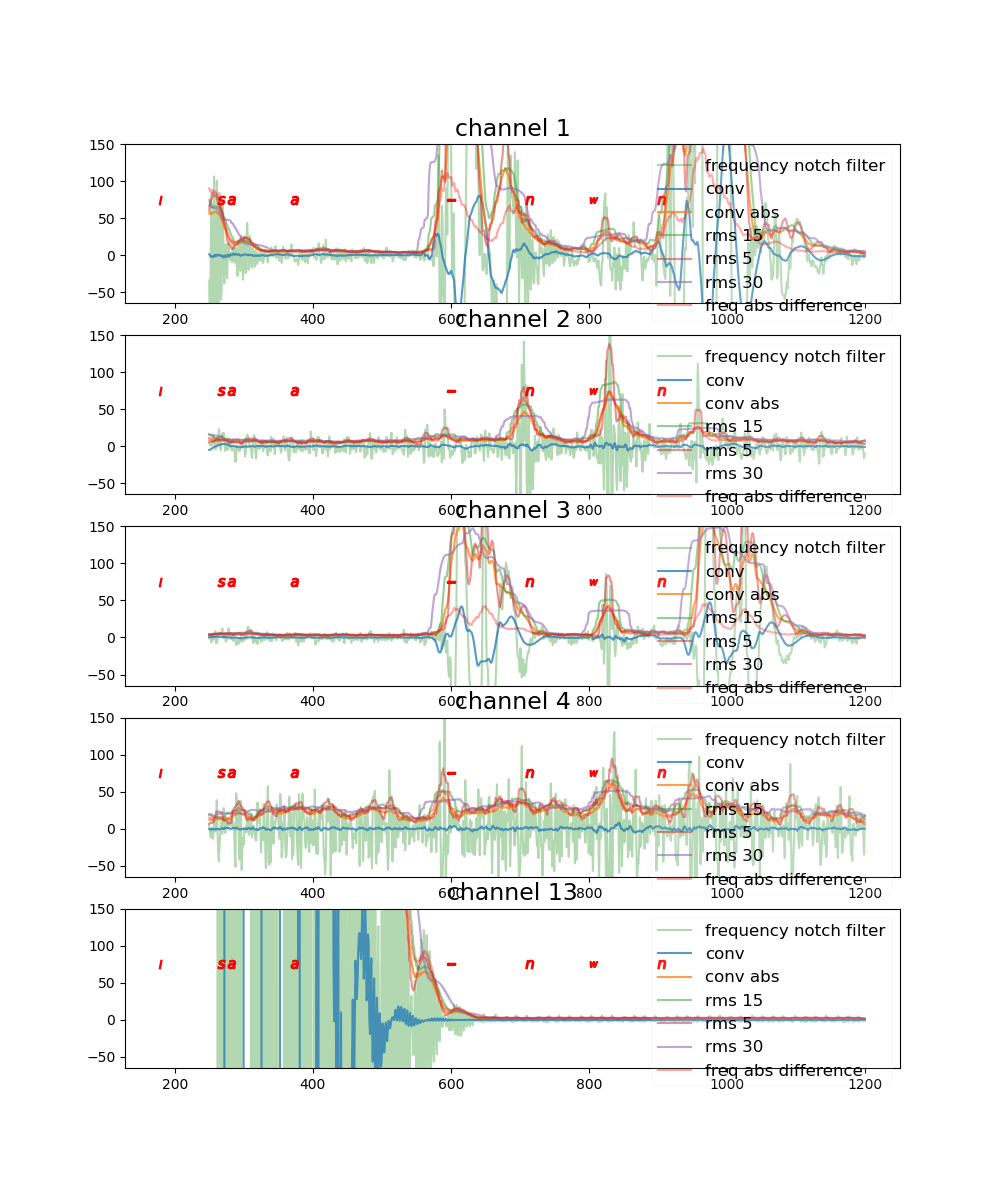 channel 1
150
100
50
0
−50
I sa a – n w n
frequency notch filter
conv
conv abs
rms 15
rms 5
rms 30
freq abs difference
200 400 600 800 1000 1200
channel 2
150
100
50
0
−50
I sa a – n w n
frequency notch filter
conv
conv abs
rms 15
rms 5
rms 30
freq abs difference
200 400 600 800 1000 1200
channel 3
150
100
50
0
−50
I sa a – n w n
frequency notch filter
conv
conv abs
rms 15
rms 5
rms 30
freq abs difference
200 400 600 800 1000 1200
channel 4
150
100
50
0
−50
I sa a – n w n
frequency notch filter
conv
conv abs
rms 15
rms 5
rms 30
freq abs difference
200 400 600 800 1000 1200
channel 13
150
100
50
0
−50
I sa a – n w n
frequency notch filter
conv
conv abs
rms 15
rms 5
rms 30
freq abs difference
200 400 600 800 1000 1200